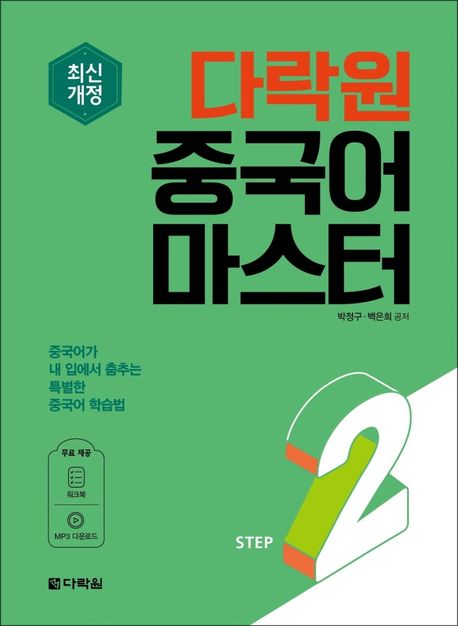 최신
개정
다락원
중국어
마스터
박정구·백은희 공저
중국어가
내 입에서 춤추는
특별한
중국어 학습법
무료 제공
워크북
MP3 다운로드
STEP
2
다락원